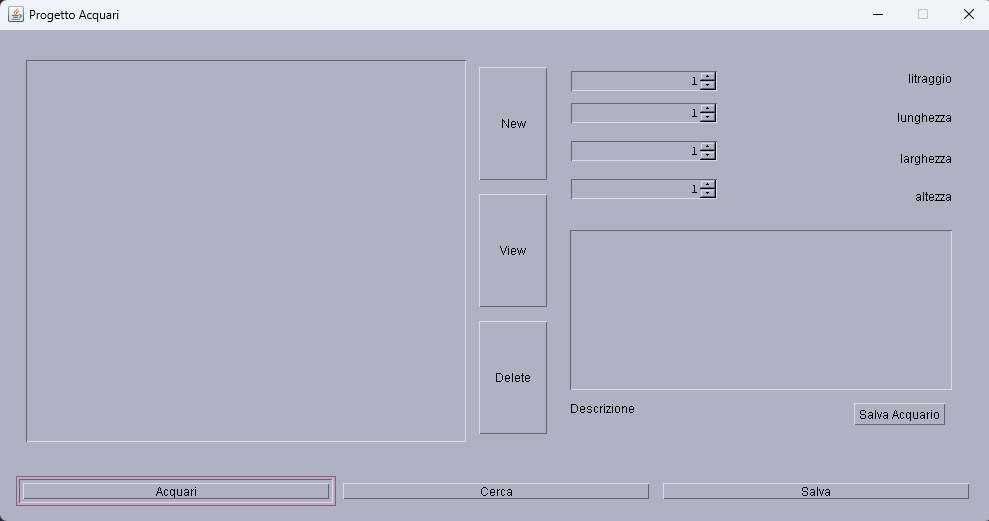 Progetto Acquari
New
1
litraggio
1
lunghezza
1
larghezza
View
1
altezza
Delete
Descrizione
Salva Acquario
Acquari
Cerca
Salva